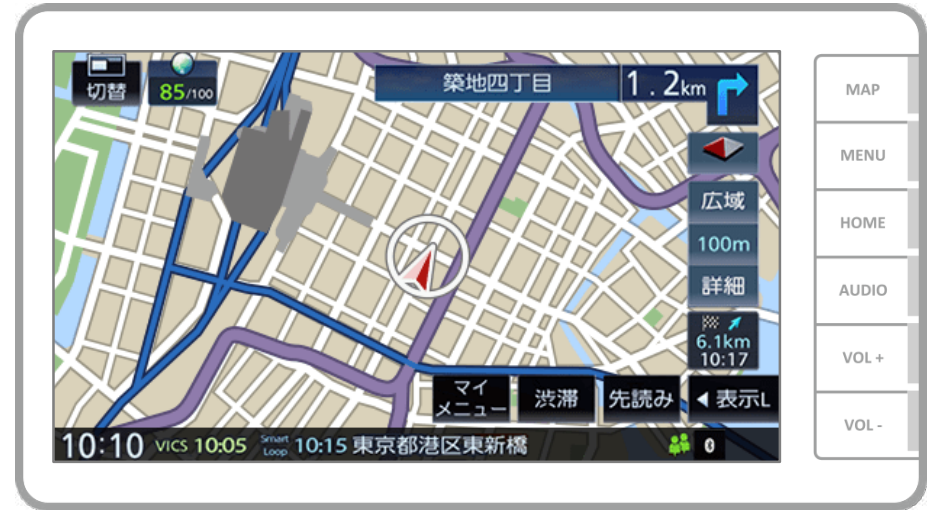 切替
85/100
築地四丁目
1.2km
広域
100m
詳細
6.1km
10:17
マイ
メニュー
渋滞
先読み
表示L
10:10 VICS 10:05 Smart Loop 10:15 東京都港区東新橋
MAP
MENU
HOME
AUDIO
VOL +
VOL -